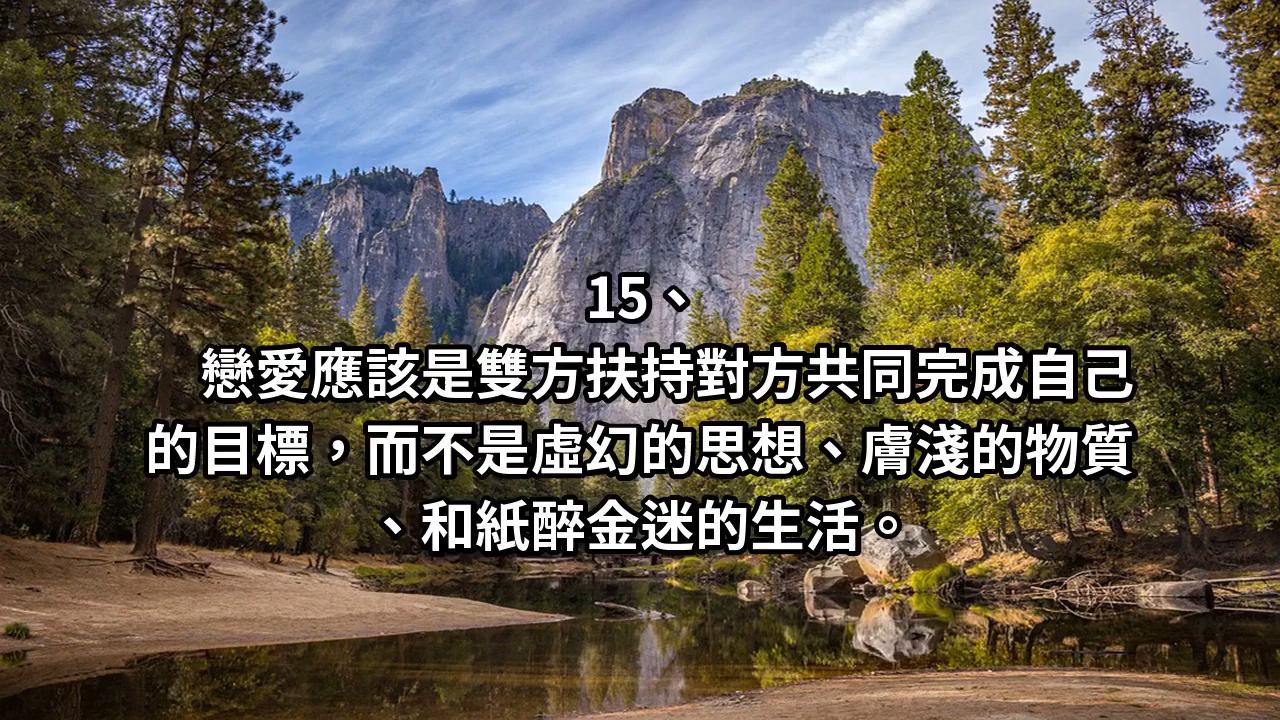 15、
戀愛應該是雙方扶持對方共同完成自己
的目標，而不是虛幻的思想、膚淺的物質
、和紙醉金迷的生活。